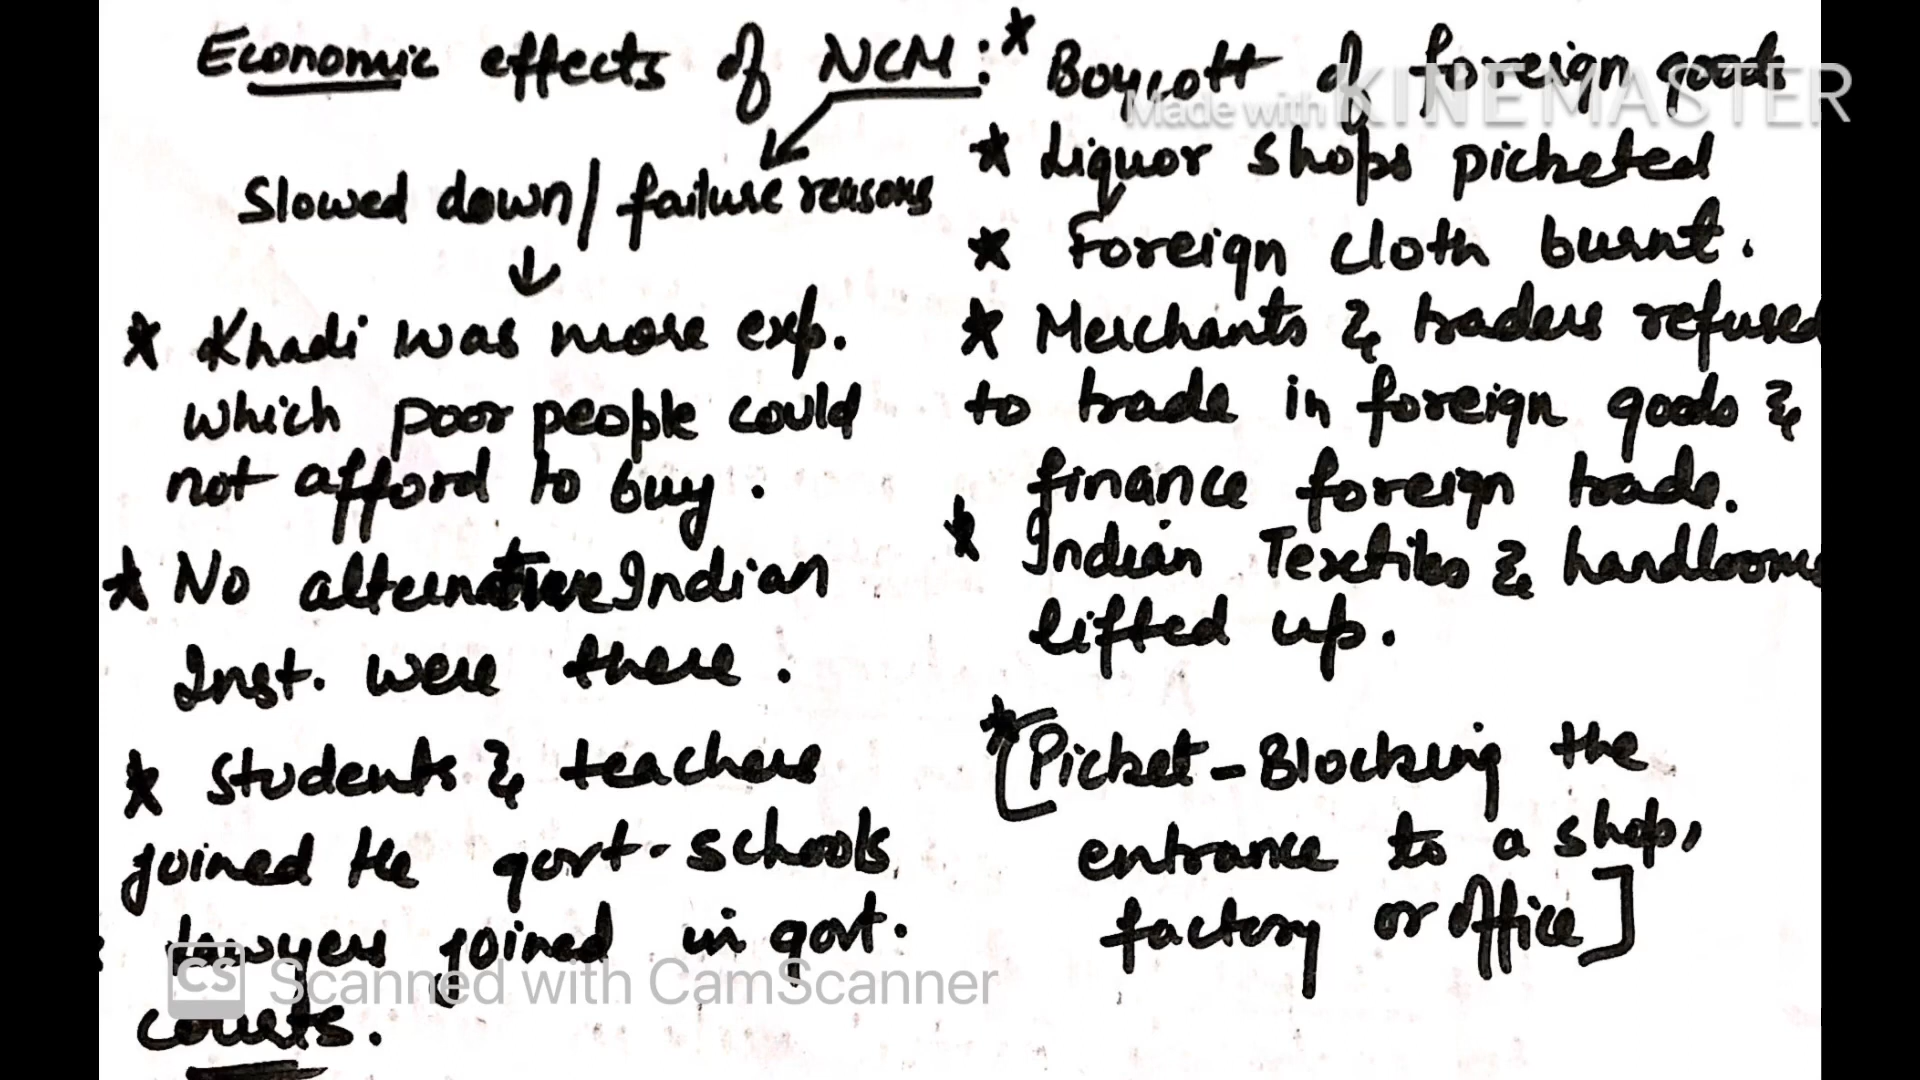 Economic effects of NCM:
Slowed down/ failure reasons
* Khadi was more exp.
which poor people could
not afford to buy.
* No alternative Indian
Inst. were there.
* Students & teachers
joined the govt. schools
lawyers joined in govt.
courts.
* Boycott of foreign goods
* Liquor shops picketed
* Foreign cloth burnt.
* Merchants & traders refused
to trade in foreign goods &
finance foreign trade.
* Indian Textiles & handlooms
lifted up.
*[Picket - Blocking the
entrance to a shop,
factory or office]
Made with KINEMASTER
CS Scanned with CamScanner